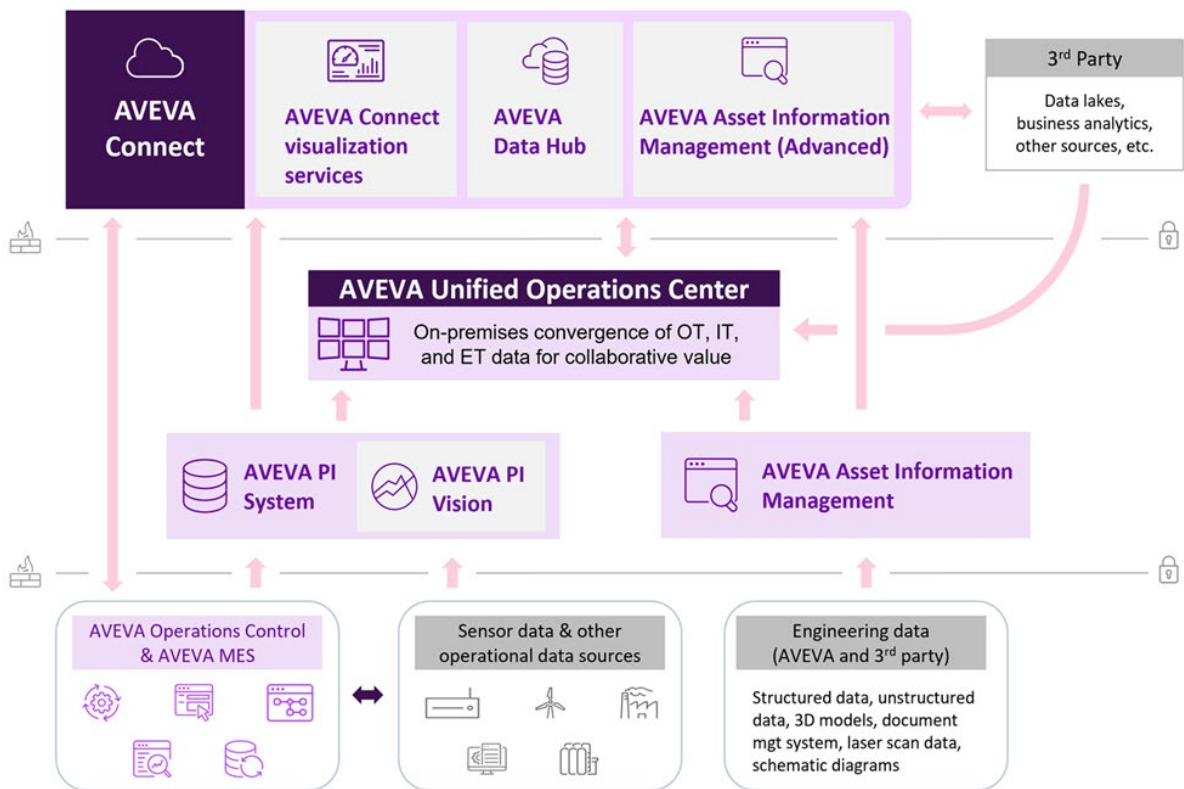 AVEVA
Connect
AVEVA Connect
visualization
services
AVEVA
Data Hub
AVEVA Asset Information
Management (Advanced)
3rd Party
Data lakes,
business analytics,
other sources, etc.
AVEVA Unified Operations Center
On-premises convergence of OT, IT,
and ET data for collaborative value
AVEVA PI
System
AVEVA PI
Vision
AVEVA Asset Information
Management
AVEVA Operations Control
& AVEVA MES
Sensor data & other
operational data sources
Engineering data
(AVEVA and 3rd party)
Structured data, unstructured
data, 3D models, document
mgt system, laser scan data,
schematic diagrams